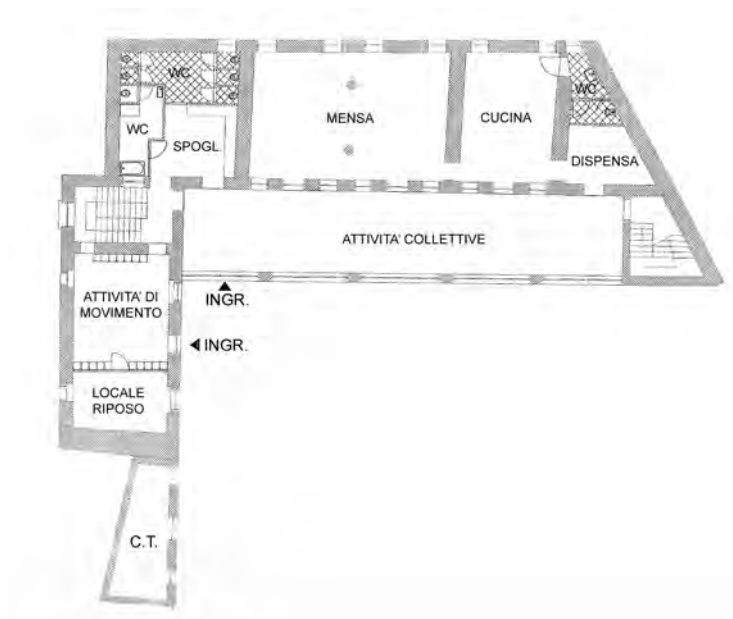 WC
WC
WC
MENSA
CUCINA
SPOGL.
DISPENSA
ATTIVITA' COLLETTIVE
ATTIVITA' DI
MOVIMENTO
INGR.
INGR.
LOCALE
RIPOSO
C.T.